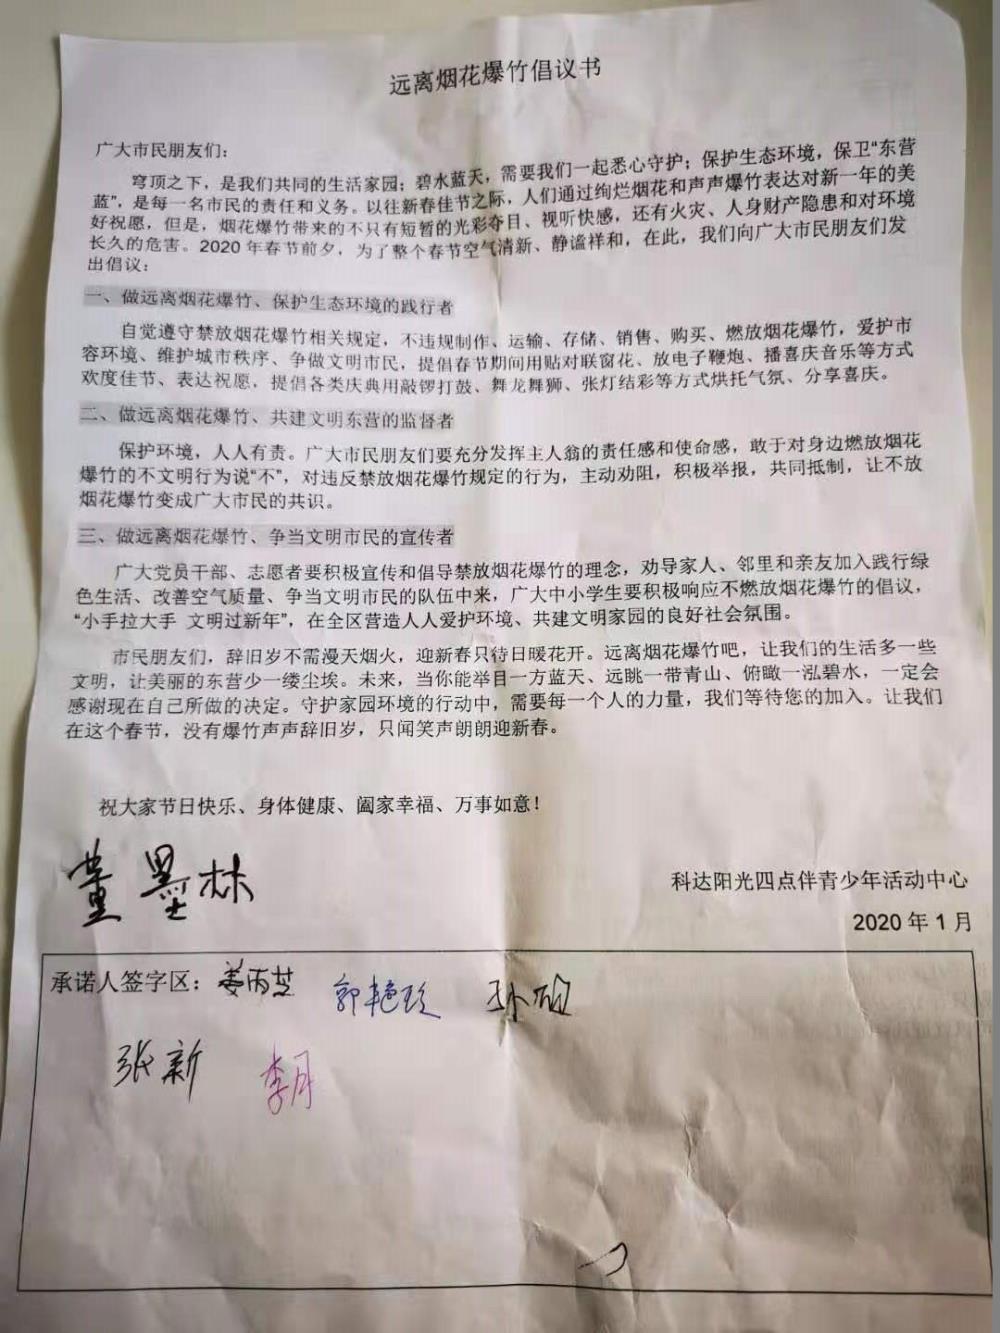 远离烟花爆竹倡议书
广大市民朋友们：
穹顶之下，是我们共同的生活家园；碧水蓝天，需要我们一起悉心守护；保护生态环境，保卫“东营
蓝”，是每一名市民的责任和义务。以往新春佳节之际，人们通过绚烂烟花和声声爆竹表达对新一年的美
好祝愿，但是，烟花爆竹带来的不只有短暂的光彩夺目、视听快感，还有火灾、人身财产隐患和对环境
长久的危害。2020 年春节前夕，为了整个春节空气清新、静谧祥和，在此，我们向广大市民朋友们发
出倡议：
一、做远离烟花爆竹、保护生态环境的践行者
自觉遵守禁放烟花爆竹相关规定，不违规制作、运输、存储、销售、购买、燃放烟花爆竹，爱护市
容环境、维护城市秩序、争做文明市民，提倡春节期间用贴对联窗花、放电子鞭炮、播喜庆音乐等方式
欢度佳节、表达祝愿，提倡各类庆典用敲锣打鼓、舞龙舞狮、张灯结彩等方式烘托气氛、分享喜庆。
二、做远离烟花爆竹、共建文明东营的监督者
保护环境，人人有责。广大市民朋友们要充分发挥主人翁的责任感和使命感，敢于对身边燃放烟花
爆竹的不文明行为说“不”，对违反禁放烟花爆竹规定的行为，主动劝阻，积极举报，共同抵制，让不放
烟花爆竹变成广大市民的共识。
三、做远离烟花爆竹、争当文明市民的宣传者
广大党员干部、志愿者要积极宣传和倡导禁放烟花爆竹的理念，劝导家人、邻里和亲友加入践行绿
色生活、改善空气质量、争当文明市民的队伍中来，广大中小学生要积极响应不燃放烟花爆竹的倡议，
“小手拉大手 文明过新年”，在全区营造人人爱护环境、共建文明家园的良好社会氛围。
市民朋友们，辞旧岁不需漫天烟火，迎新春只待日暖花开。远离烟花爆竹吧，让我们的生活多一些
文明，让美丽的东营少一缕尘埃。未来，当你能举目一方蓝天、远眺一带青山、俯瞰一泓碧水，一定会
感谢现在自己所做的决定。守护家园环境的行动中，需要每一个人的力量，我们等待您的加入。让我们
在这个春节，没有爆竹声声辞旧岁，只闻笑声朗朗迎新春。
祝大家节日快乐、身体健康、阖家幸福、万事如意！
董墨林
科达阳光四点伴青少年活动中心
2020 年 1 月
承诺人签字区：姜丙芝 郭艳珍 孙
张新 李月